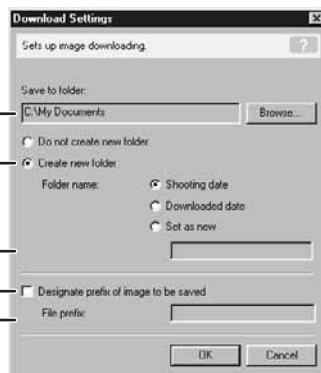 Download Settings
Sets up image downloading.
?
Save to folder:
C:\My Documents
Browse...
Do not create new folder
Create new folder
Folder name:
Shooting date
Downloaded date
Set as new
Designate prefix of image to be saved
File prefix:
OK
Cancel